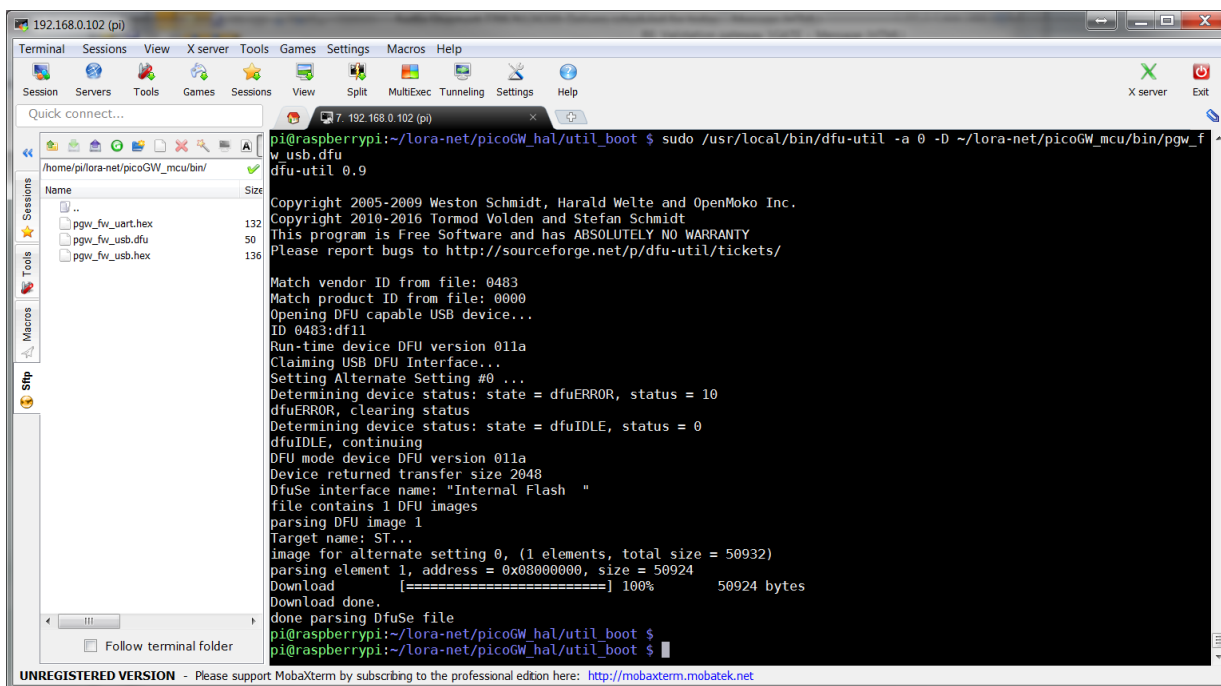 192.168.0.102 (pi)
Terminal Sessions View X server Tools Games Settings Macros Help
Session Servers Tools Games Sessions View Split MultiExec Tunneling Settings Help X server Exit
Quick connect...
7. 192.168.0.102 (pi)
/home/pi/lora-net/picoGW_mcu/bin/
Name Size
..
pgw_fw_uart.hex 132
pgw_fw_usb.dfu 50
pgw_fw_usb.hex 136
Sessions
Tools
Macros
Sftp
Follow terminal folder
pi@raspberrypi:~/lora-net/picoGW_hal/util_boot $ sudo /usr/local/bin/dfu-util -a 0 -D ~/lora-net/picoGW_mcu/bin/pgw_f
w_usb.dfu
dfu-util 0.9
Copyright 2005-2009 Weston Schmidt, Harald Welte and OpenMoko Inc.
Copyright 2010-2016 Tormod Volden and Stefan Schmidt
This program is Free Software and has ABSOLUTELY NO WARRANTY
Please report bugs to http://sourceforge.net/p/dfu-util/tickets/
Match vendor ID from file: 0483
Match product ID from file: 0000
Opening DFU capable USB device...
ID 0483:df11
Run-time device DFU version 011a
Claiming USB DFU Interface...
Setting Alternate Setting #0 ...
Determining device status: state = dfuERROR, status = 10
dfuERROR, clearing status
Determining device status: state = dfuIDLE, status = 0
dfuIDLE, continuing
DFU mode device DFU version 011a
Device returned transfer size 2048
DfuSe interface name: "Internal Flash  "
file contains 1 DFU images
parsing DFU image 1
Target name: ST...
image for alternate setting 0, (1 elements, total size = 50932)
parsing element 1, address = 0x08000000, size = 50924
Download [=========================] 100% 50924 bytes
Download done.
done parsing DfuSe file
pi@raspberrypi:~/lora-net/picoGW_hal/util_boot $
pi@raspberrypi:~/lora-net/picoGW_hal/util_boot $
UNREGISTERED VERSION - Please support MobaXterm by subscribing to the professional edition here: http://mobaxterm.mobatek.net